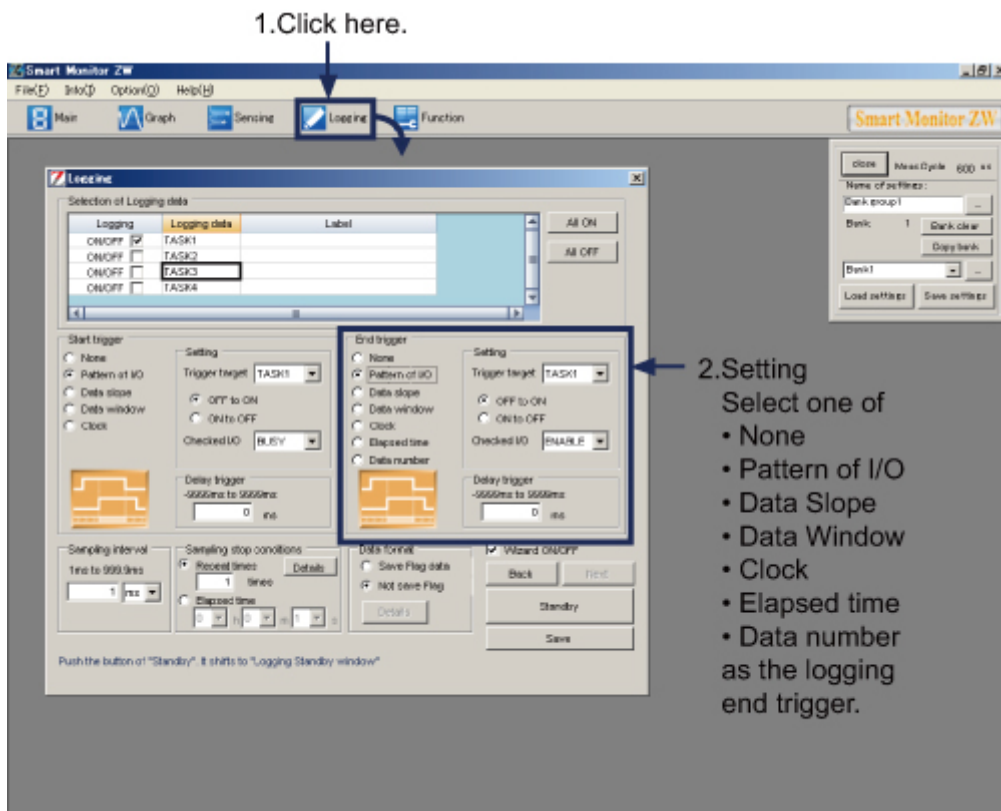 1.Click here.
Smart Monitor ZW
File(F) Info(I) Option(O) Help(H)
Main Graph Sensing Logging Function
Smart Monitor ZW
close Meas.Cycle 600 us
Name of settings:
Bank group1 ...
Bank: 1 Bank clear
Copy bank
Bank1 ...
Load settings Save settings
Logging
Selection of Logging data
Logging Logging data Label
ON/OFF TASK1
ON/OFF TASK2
ON/OFF TASK3
ON/OFF TASK4
All ON
All OFF
Start trigger
None
Pattern of I/O
Data slope
Data window
Clock
Setting
Trigger target TASK1
OFF to ON
ON to OFF
Checked I/O BUSY
Delay trigger
-9999ms to 9999ms
0 ms
End trigger
None
Pattern of I/O
Data slope
Data window
Clock
Elapsed time
Data number
Setting
Trigger target TASK1
OFF to ON
ON to OFF
Checked I/O ENABLE
Delay trigger
-9999ms to 9999ms
0 ms
2.Setting
Select one of
• None
• Pattern of I/O
• Data Slope
• Data Window
• Clock
• Elapsed time
• Data number
as the logging
end trigger.
Sampling interval
1ms to 999.9ms
1 ms
Sampling stop conditions
Recent times Details
1 times
Elapsed time
0 h 0 m 1 s
Data format
Save Flag data
Not save Flag
Details
Wizard ON/OFF
Back Next
Standby
Save
Push the button of "Standby". It shifts to "Logging Standby window"